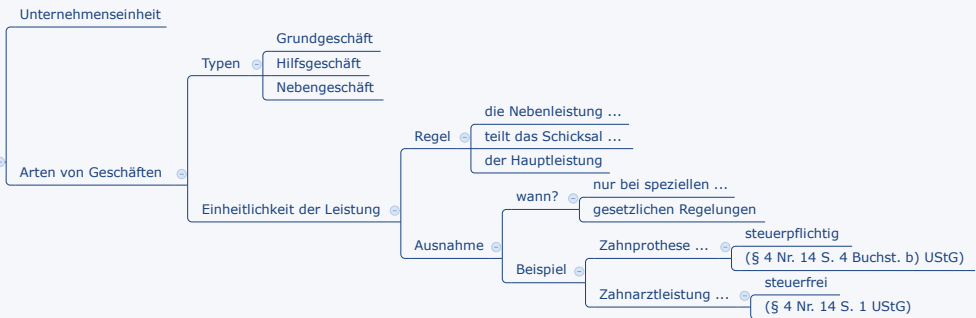 Unternehmenseinheit
Arten von Geschäften
Typen
Grundgeschäft
Hilfsgeschäft
Nebengeschäft
Einheitlichkeit der Leistung
Regel
die Nebenleistung ...
teilt das Schicksal ...
der Hauptleistung
Ausnahme
wann?
nur bei speziellen ...
gesetzlichen Regelungen
Beispiel
Zahnprothese ...
steuerpflichtig
(§ 4 Nr. 14 S. 4 Buchst. b) UStG)
Zahnarztleistung ...
steuerfrei
(§ 4 Nr. 14 S. 1 UStG)